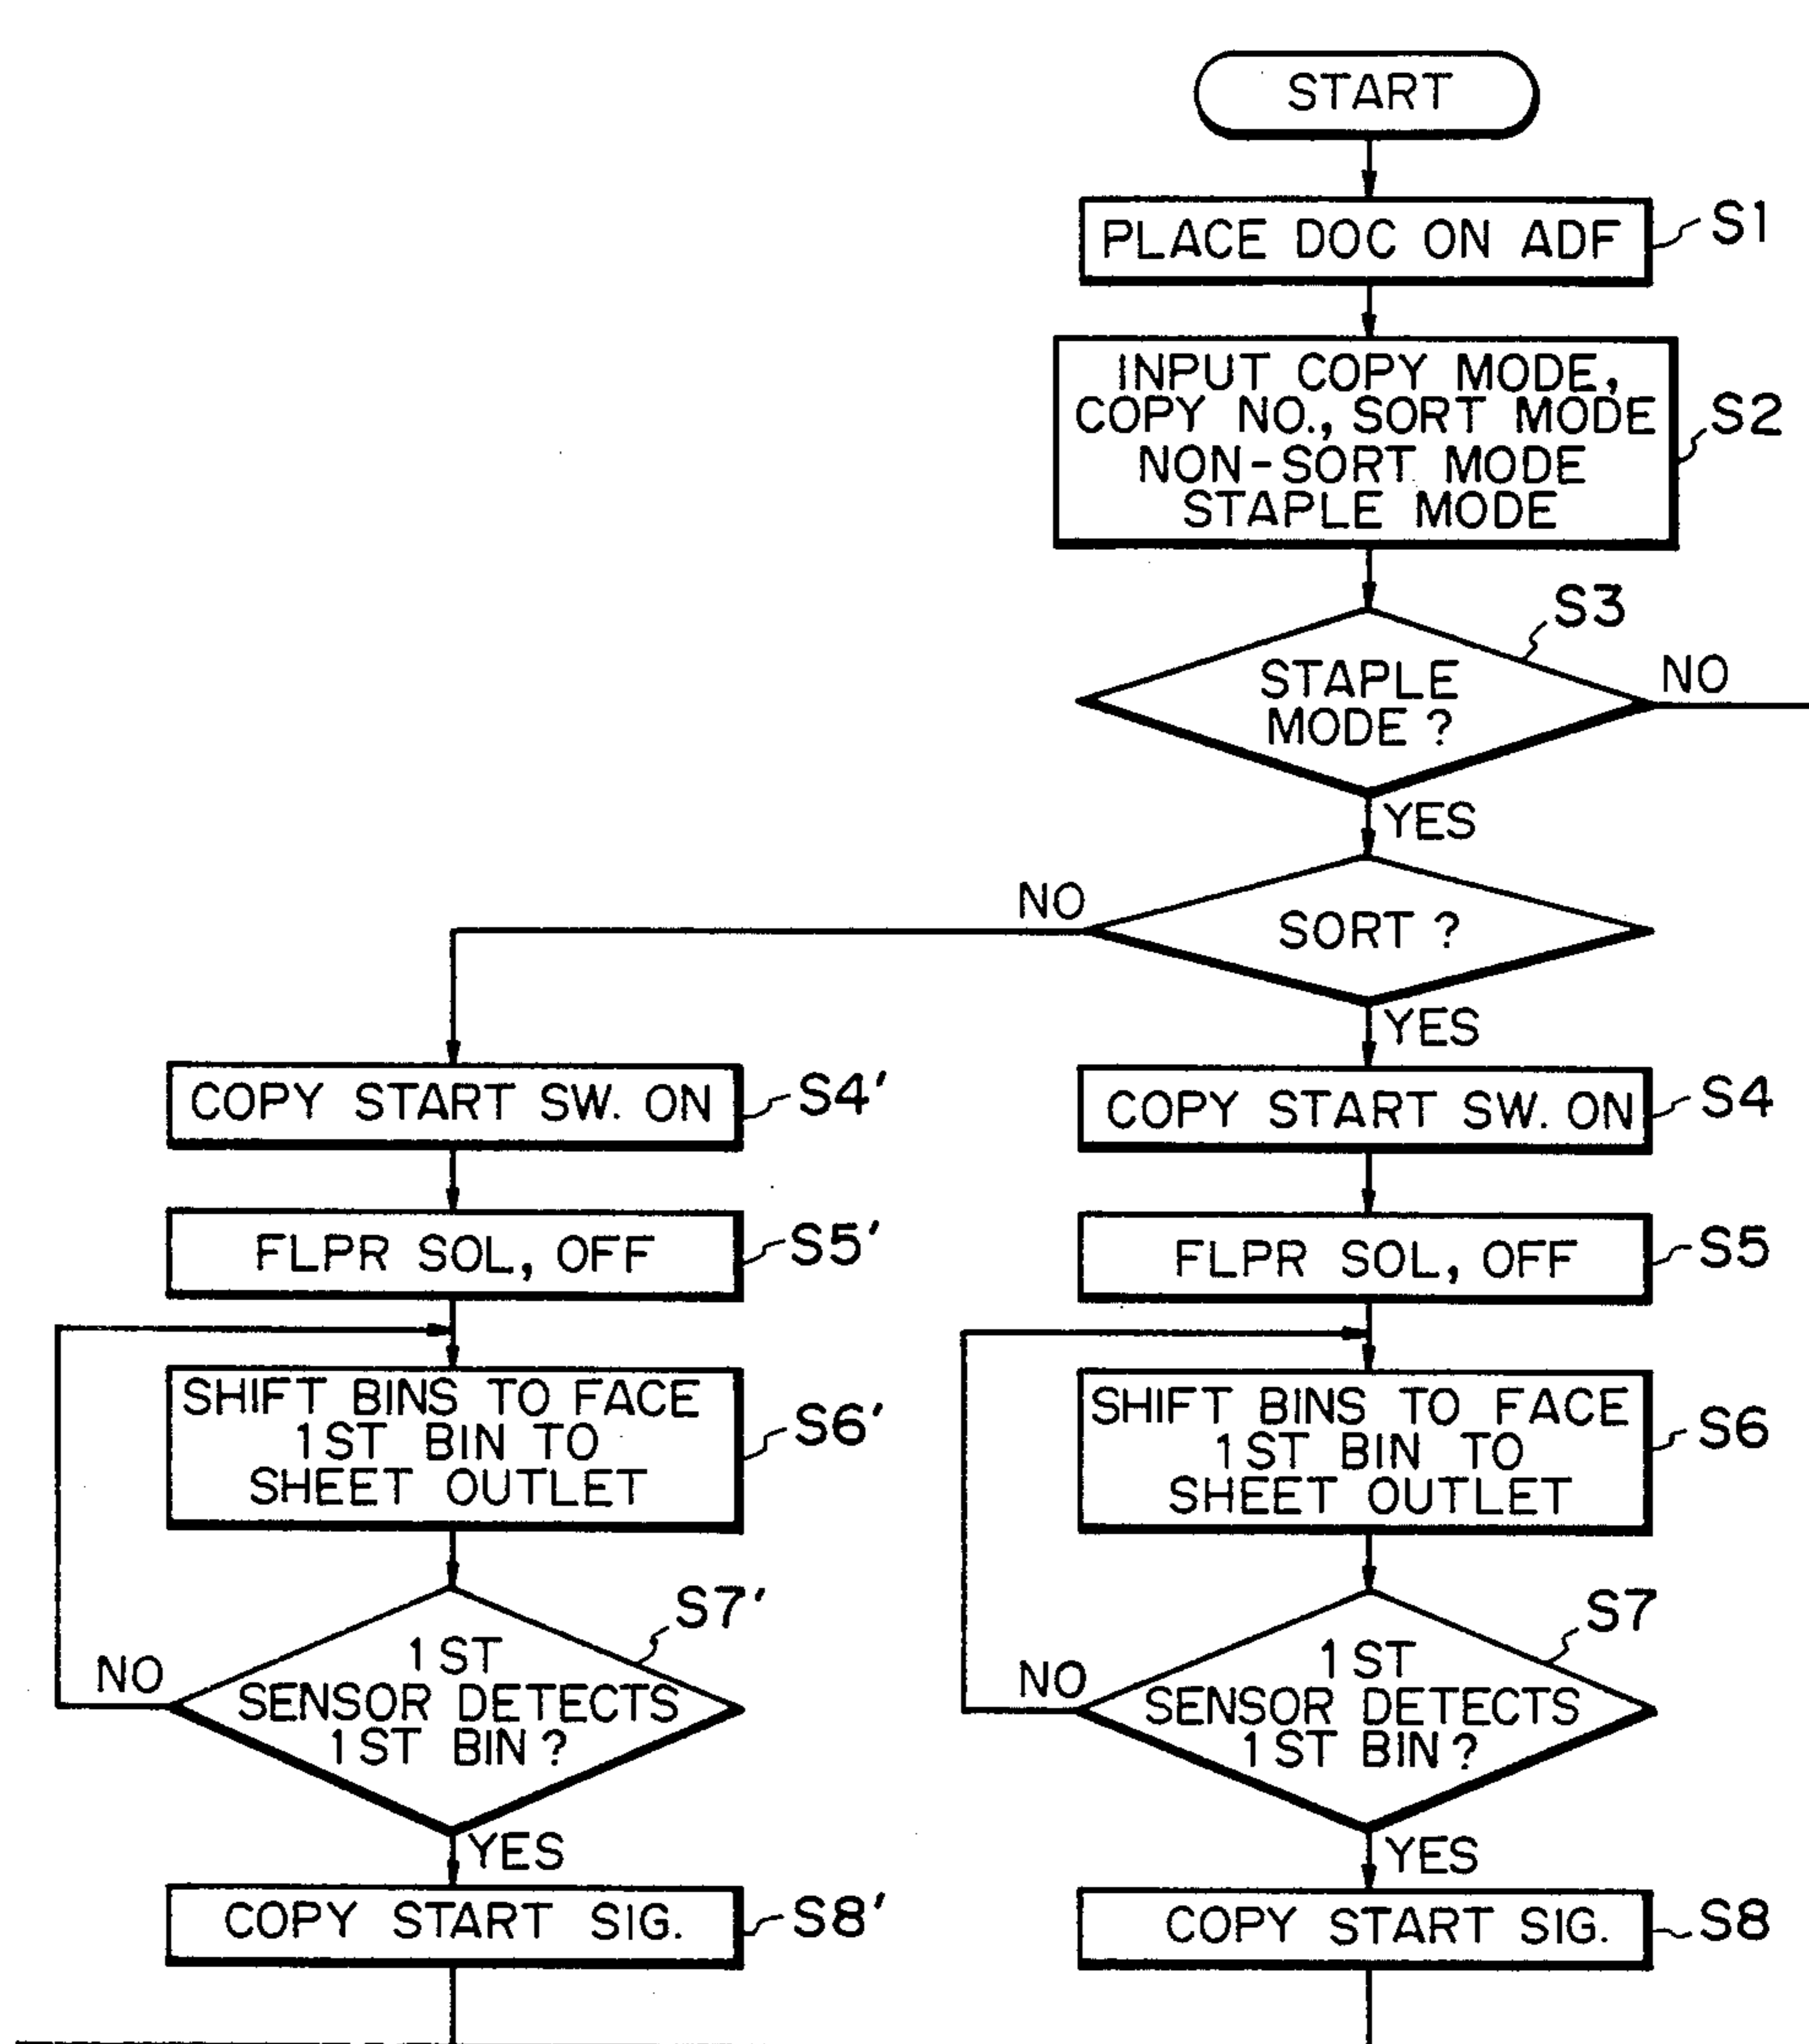 START
PLACE DOC ON ADF
S1
INPUT COPY MODE,
COPY NO., SORT MODE
NON-SORT MODE
STAPLE MODE
S2
S3
STAPLE
MODE ?
NO
YES
SORT ?
NO
YES
COPY START SW. ON
S4'
FLPR SOL, OFF
S5'
SHIFT BINS TO FACE
1ST BIN TO
SHEET OUTLET
S6'
S7'
1ST
SENSOR DETECTS
1ST BIN ?
NO
YES
COPY START SIG.
S8'
COPY START SW. ON
S4
FLPR SOL, OFF
S5
SHIFT BINS TO FACE
1ST BIN TO
SHEET OUTLET
S6
S7
1ST
SENSOR DETECTS
1ST BIN ?
NO
YES
COPY START SIG.
S8